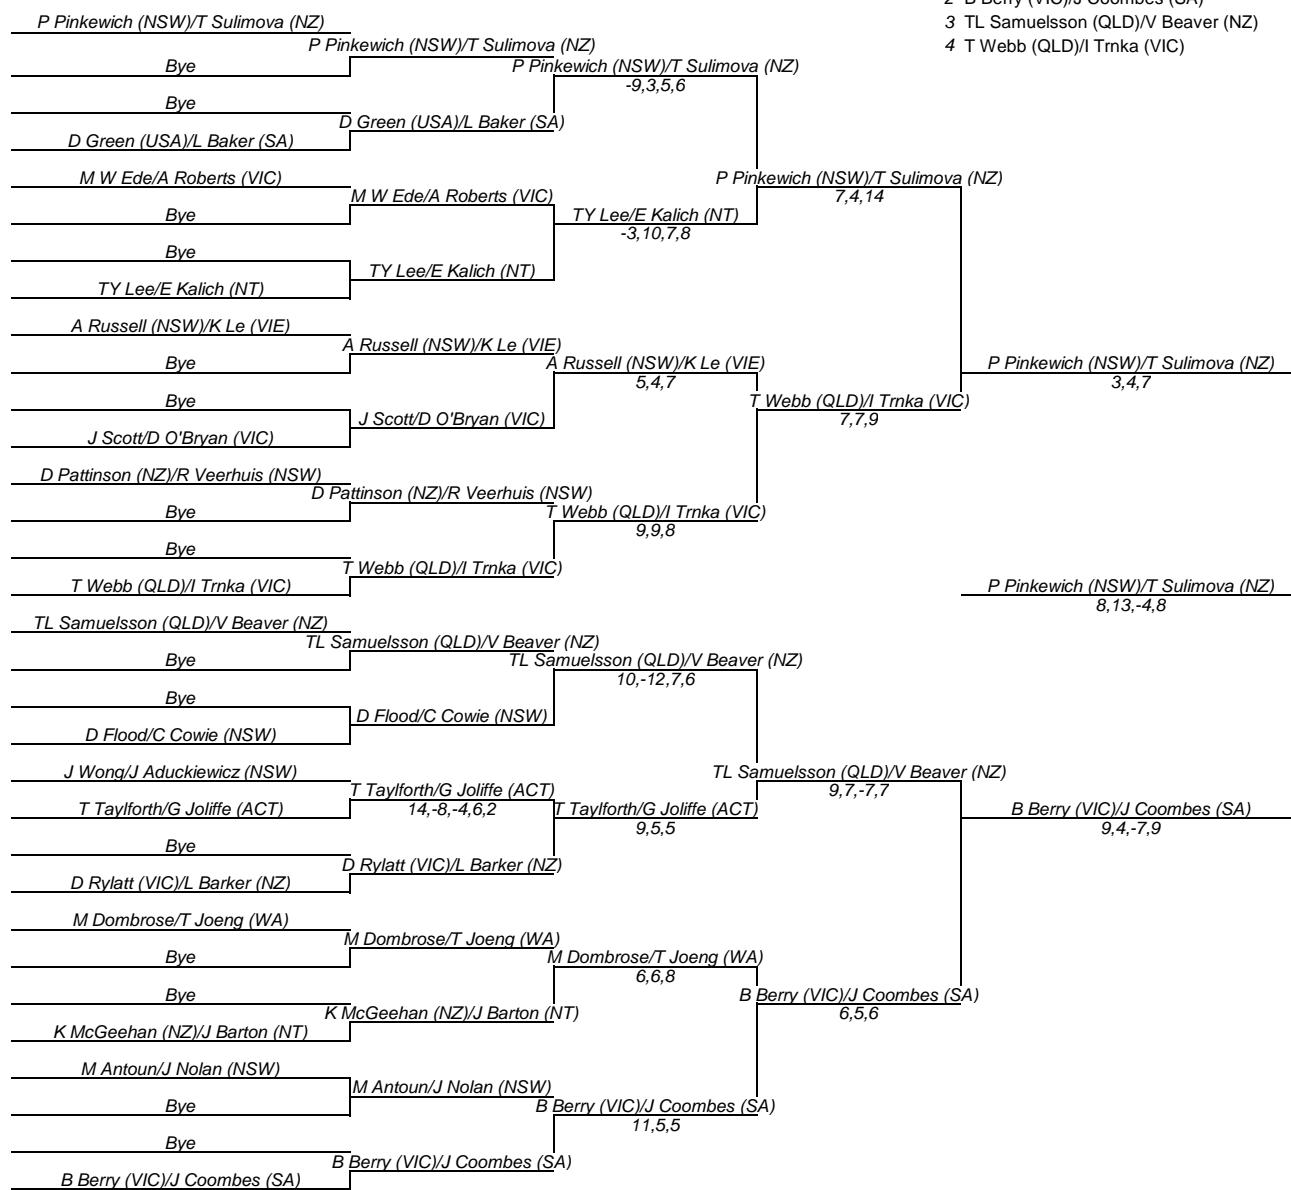 2 B Berry (VIC)/J Coombes (SA)
3 TL Samuelsson (QLD)/V Beaver (NZ)
4 T Webb (QLD)/I Trnka (VIC)
P Pinkewich (NSW)/T Sulimova (NZ)
P Pinkewich (NSW)/T Sulimova (NZ)
Bye
P Pinkewich (NSW)/T Sulimova (NZ)
-9,3,5,6
Bye
D Green (USA)/L Baker (SA)
D Green (USA)/L Baker (SA)
M W Ede/A Roberts (VIC)
P Pinkewich (NSW)/T Sulimova (NZ)
7,4,14
M W Ede/A Roberts (VIC)
Bye
TY Lee/E Kalich (NT)
-3,10,7,8
Bye
TY Lee/E Kalich (NT)
TY Lee/E Kalich (NT)
A Russell (NSW)/K Le (VIE)
A Russell (NSW)/K Le (VIE)
Bye
A Russell (NSW)/K Le (VIE)
5,4,7
P Pinkewich (NSW)/T Sulimova (NZ)
3,4,7
Bye
T Webb (QLD)/I Trnka (VIC)
7,7,9
J Scott/D O'Bryan (VIC)
J Scott/D O'Bryan (VIC)
D Pattinson (NZ)/R Veerhuis (NSW)
D Pattinson (NZ)/R Veerhuis (NSW)
Bye
T Webb (QLD)/I Trnka (VIC)
9,9,8
Bye
T Webb (QLD)/I Trnka (VIC)
T Webb (QLD)/I Trnka (VIC)
P Pinkewich (NSW)/T Sulimova (NZ)
8,13,-4,8
TL Samuelsson (QLD)/V Beaver (NZ)
TL Samuelsson (QLD)/V Beaver (NZ)
Bye
TL Samuelsson (QLD)/V Beaver (NZ)
10,-12,7,6
Bye
D Flood/C Cowie (NSW)
D Flood/C Cowie (NSW)
J Wong/J Aduckiewicz (NSW)
TL Samuelsson (QLD)/V Beaver (NZ)
9,7,-7,7
T Taylforth/G Joliffe (ACT)
14,-8,-4,6,2
T Taylforth/G Joliffe (ACT)
T Taylforth/G Joliffe (ACT)
9,5,5
B Berry (VIC)/J Coombes (SA)
9,4,-7,9
Bye
D Rylatt (VIC)/L Barker (NZ)
D Rylatt (VIC)/L Barker (NZ)
M Dombrose/T Joeng (WA)
M Dombrose/T Joeng (WA)
Bye
M Dombrose/T Joeng (WA)
6,6,8
Bye
B Berry (VIC)/J Coombes (SA)
6,5,6
K McGeehan (NZ)/J Barton (NT)
K McGeehan (NZ)/J Barton (NT)
M Antoun/J Nolan (NSW)
M Antoun/J Nolan (NSW)
Bye
B Berry (VIC)/J Coombes (SA)
11,5,5
Bye
B Berry (VIC)/J Coombes (SA)
B Berry (VIC)/J Coombes (SA)